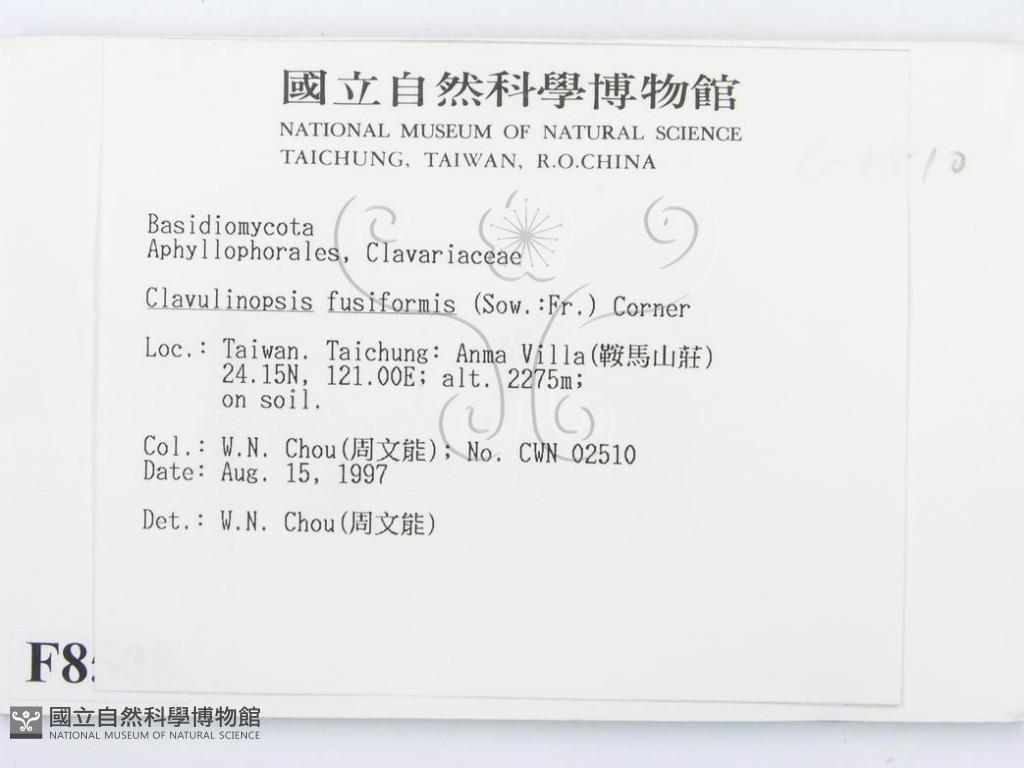 國立自然科學博物館
NATIONAL MUSEUM OF NATURAL SCIENCE
TAICHUNG, TAIWAN, R.O.CHINA
Basidiomycota
Aphyllophorales, Clavariaceae
Clavulinopsis fusiformis (Sow.:Fr.) Corner
Loc.: Taiwan. Taichung: Anma Villa(鞍馬山莊)
24.15N, 121.00E; alt. 2275m;
on soil.
Col.: W.N. Chou(周文能); No. CWN 02510
Date: Aug. 15, 1997
Det.: W.N. Chou(周文能)
國立自然科學博物館
NATIONAL MUSEUM OF NATURAL SCIENCE